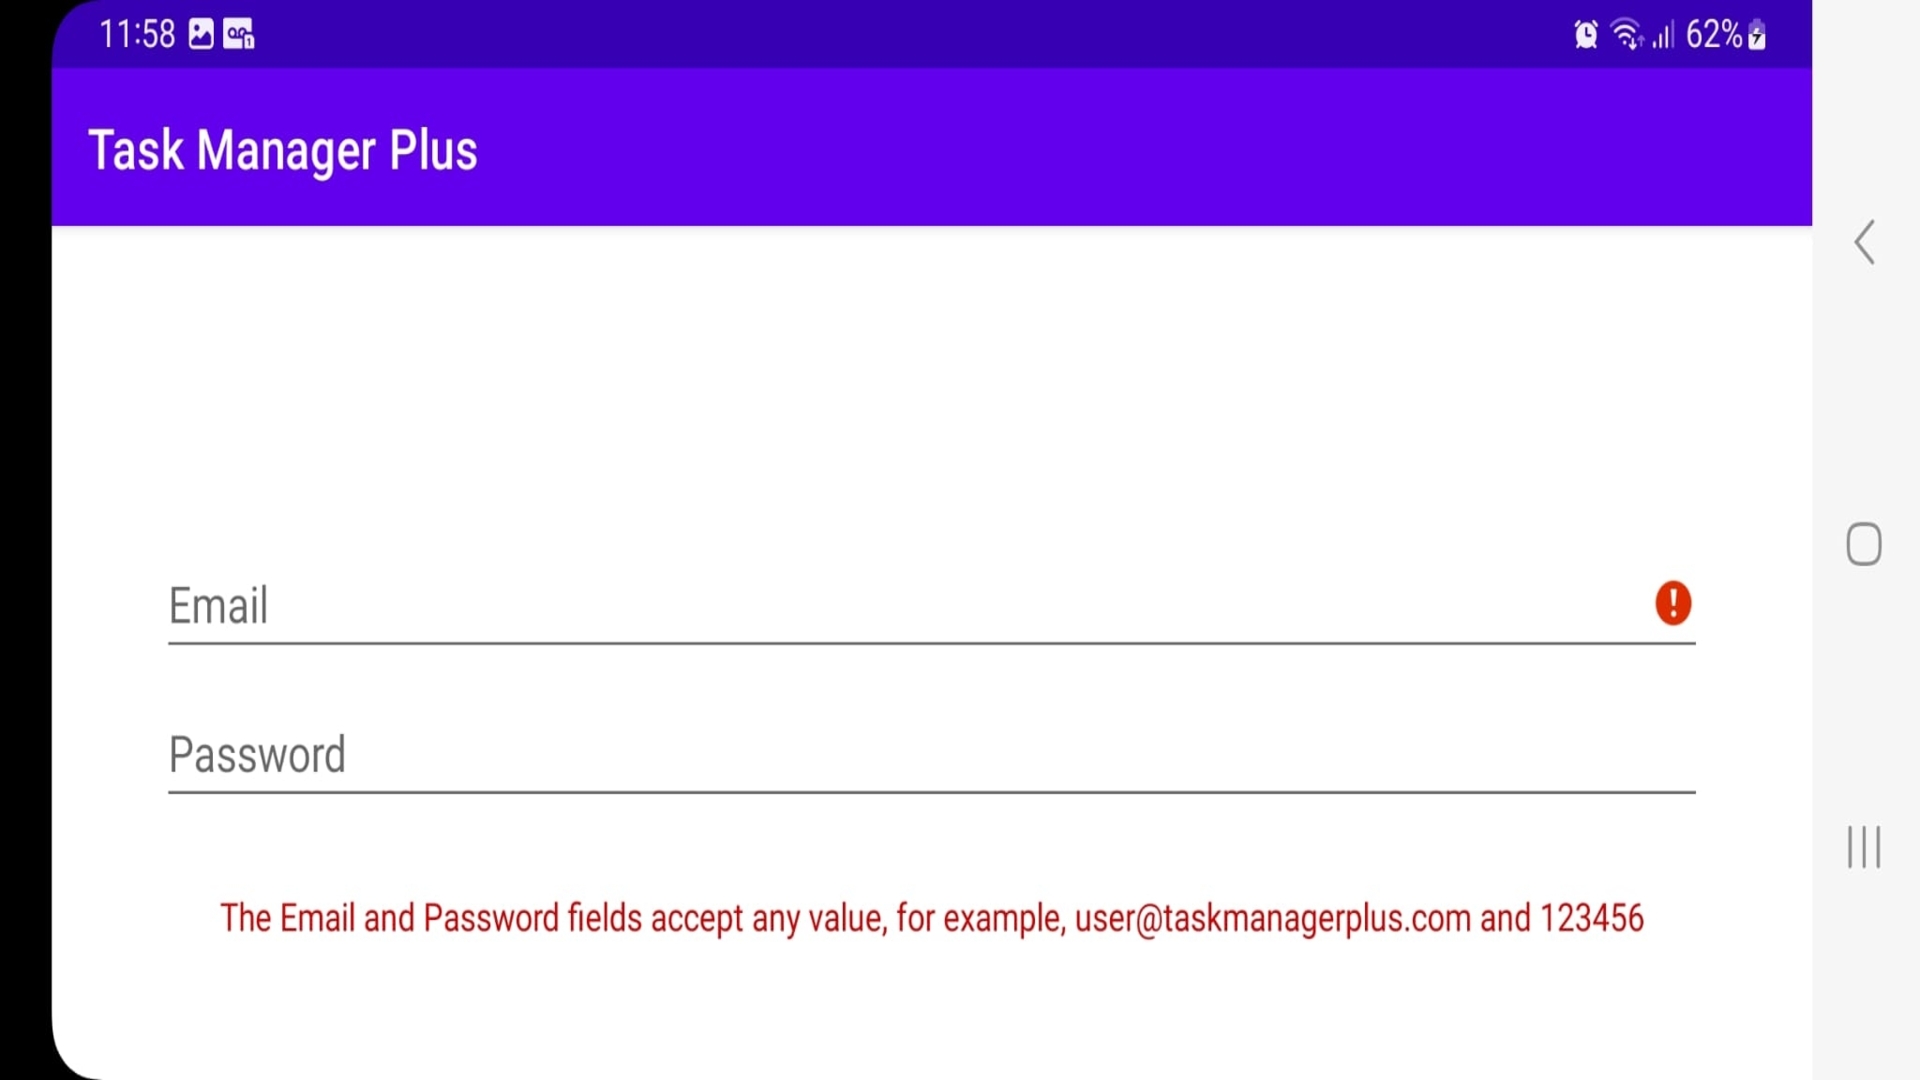 11:58
62%
Task Manager Plus
Email
Password
The Email and Password fields accept any value, for example, user@taskmanagerplus.com and 123456